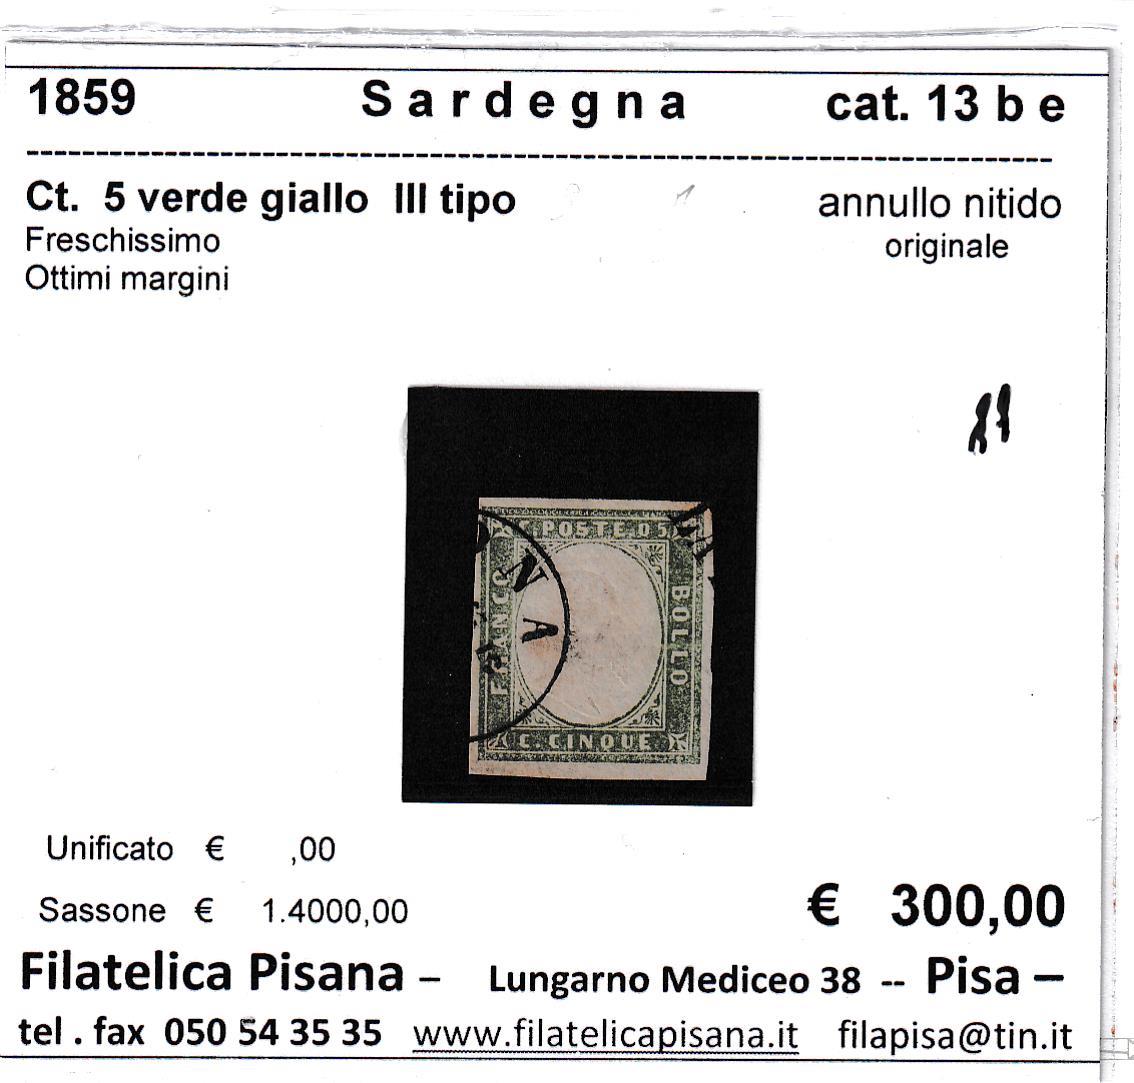 1859 Sardegna cat. 13 b e
Ct. 5 verde giallo III tipo annullo nitido
Freschissimo originale
Ottimi margini
C. POSTE. 05
FRANCO
BOLLO
C. CINQUE
ONA
Unificato € ,00
Sassone € 1.4000,00
€ 300,00
Filatelica Pisana – Lungarno Mediceo 38 -- Pisa –
tel . fax 050 54 35 35 www.filatelicapisana.it filapisa@tin.it